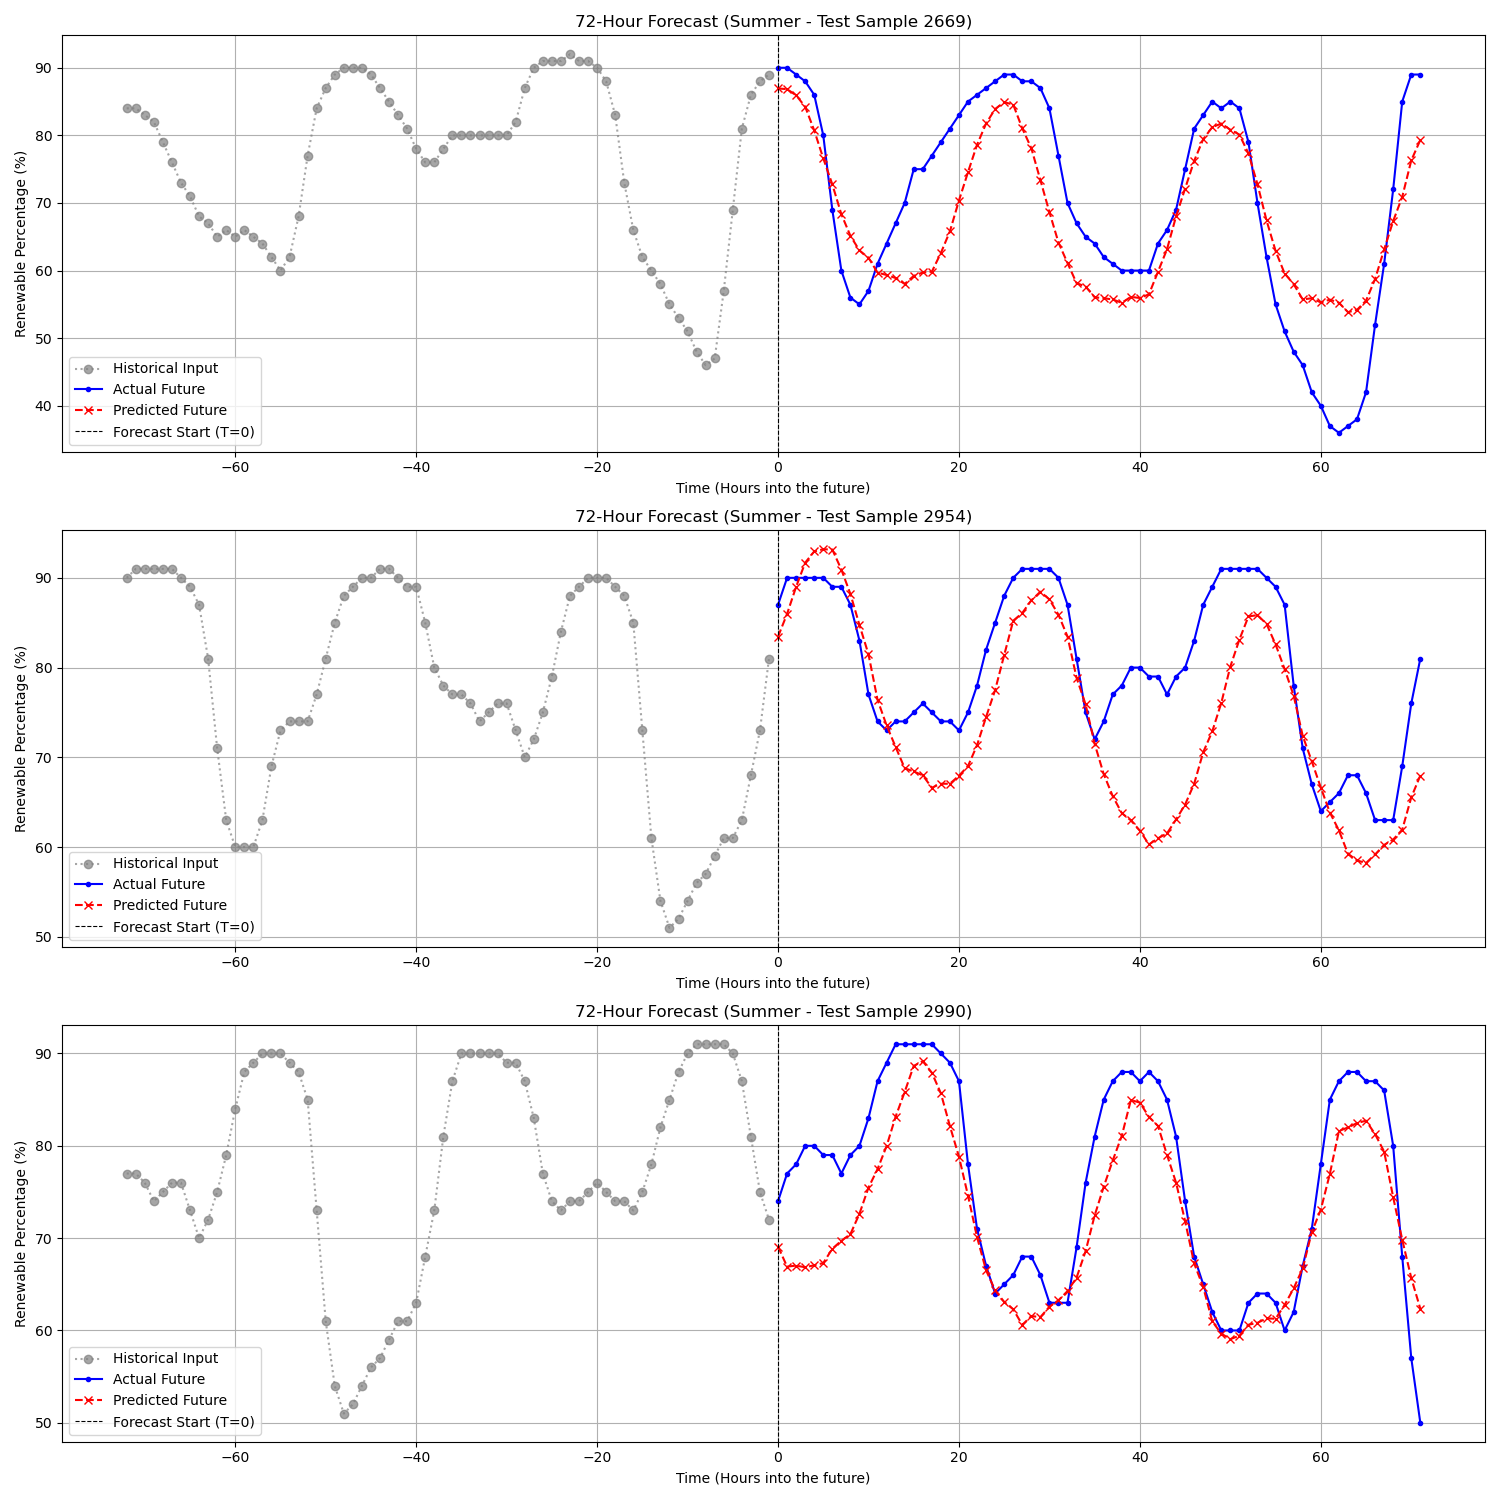 72-Hour Forecast (Summer - Test Sample 2669)
Renewable Percentage (%)
90
80
70
60
50
40
Historical Input
Actual Future
Predicted Future
Forecast Start (T=0)
−60
−40
−20
0
20
40
60
Time (Hours into the future)
72-Hour Forecast (Summer - Test Sample 2954)
Renewable Percentage (%)
90
80
70
60
50
Historical Input
Actual Future
Predicted Future
Forecast Start (T=0)
−60
−40
−20
0
20
40
60
Time (Hours into the future)
72-Hour Forecast (Summer - Test Sample 2990)
Renewable Percentage (%)
90
80
70
60
50
Historical Input
Actual Future
Predicted Future
Forecast Start (T=0)
−60
−40
−20
0
20
40
60
Time (Hours into the future)